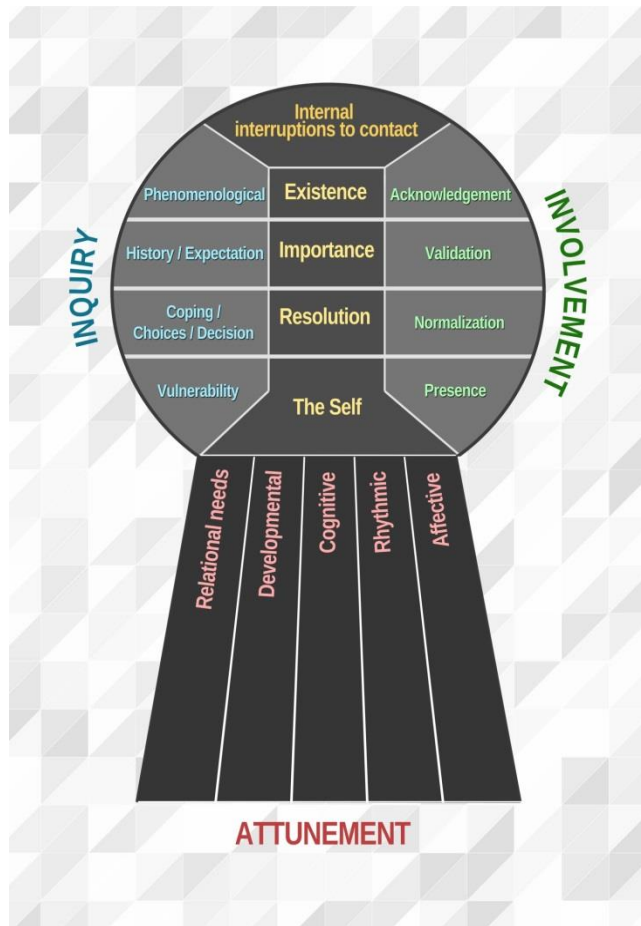 Internal
interruptions to contact
Phenomenological
Existence
Acknowledgement
History / Expectation
Importance
Validation
Coping /
Choices / Decision
Resolution
Normalization
Vulnerability
The Self
Presence
INQUIRY
INVOLVEMENT
Relational needs
Developmental
Cognitive
Rhythmic
Affective
ATTUNEMENT